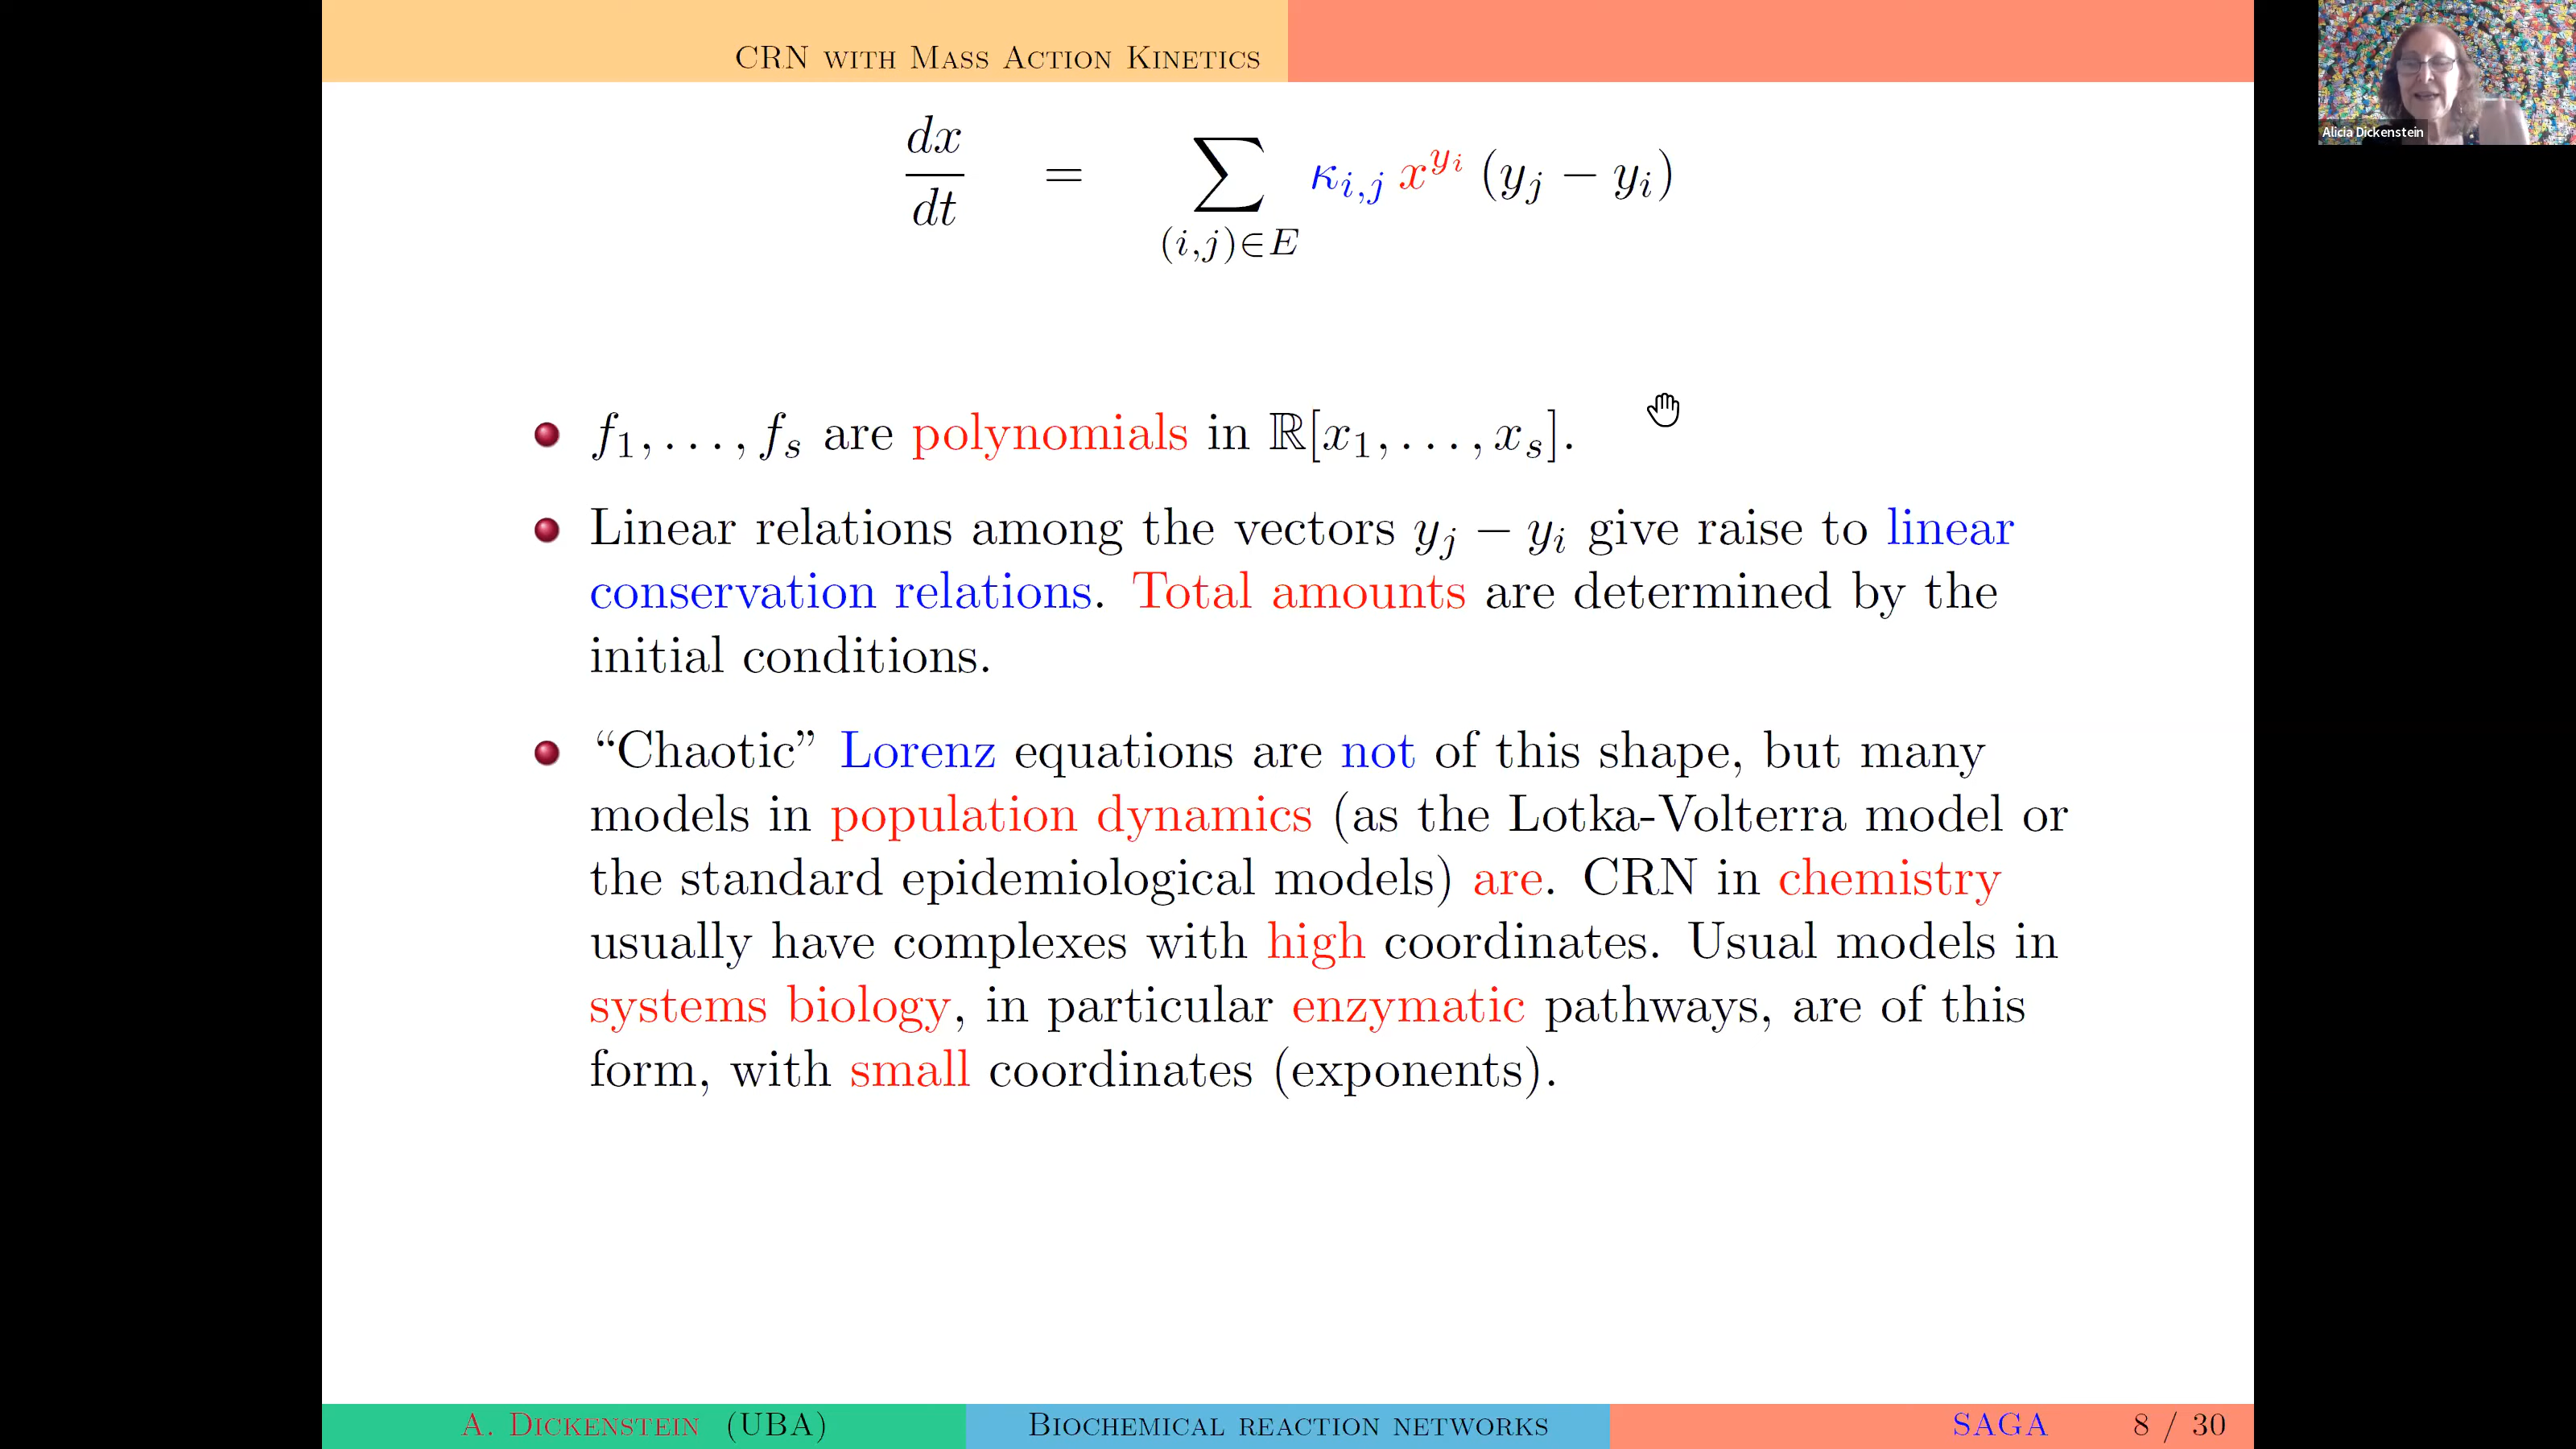 CRN with Mass Action Kinetics
Alicia Dickenstein
dx/dt = ∑_{(i,j)∈E} κ_{i,j} x^{y_i} (y_j − y_i)
f_1, . . . , f_s are polynomials in ℝ[x_1, . . . , x_s].
Linear relations among the vectors y_j − y_i give raise to linear
conservation relations. Total amounts are determined by the
initial conditions.
“Chaotic” Lorenz equations are not of this shape, but many
models in population dynamics (as the Lotka-Volterra model or
the standard epidemiological models) are. CRN in chemistry
usually have complexes with high coordinates. Usual models in
systems biology, in particular enzymatic pathways, are of this
form, with small coordinates (exponents).
A. Dickenstein (UBA)
Biochemical reaction networks
SAGA 8 / 30